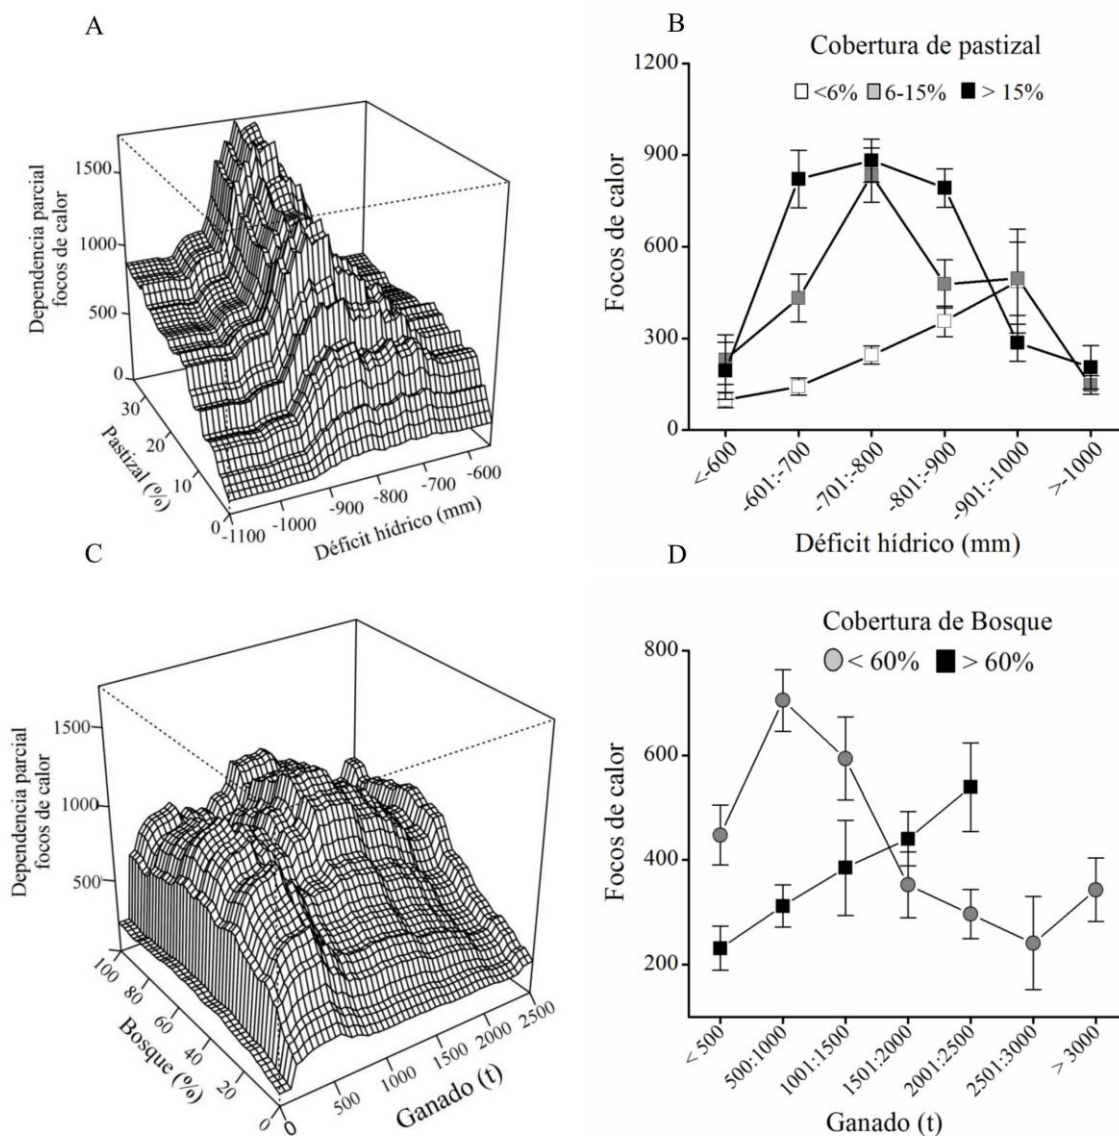 A
Dependencia parcial
focos de calor
1500
1000
500
0
30
20
10
0
Pastizal (%)
-1100
-1000
-900
-800
-700
-600
Déficit hídrico (mm)
B
Cobertura de pastizal
<6% 6-15% > 15%
Focos de calor
1200
900
600
300
0
<-600
-601:-700
-701:-800
-801:-900
-901:-1000
>-1000
Déficit hídrico (mm)
C
Dependencia parcial
focos de calor
1500
1000
500
100
80
60
40
20
0
Bosque (%)
0
500
1000
1500
2000
2500
Ganado (t)
D
Cobertura de Bosque
< 60% > 60%
Focos de calor
800
600
400
200
< 500
500:1000
1001:1500
1501:2000
2001:2500
2501:3000
> 3000
Ganado (t)